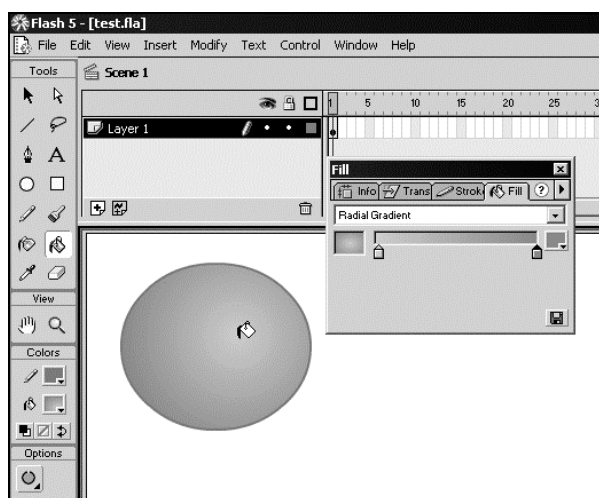 Flash 5 - [test.fla]
File Edit View Insert Modify Text Control Window Help
Tools
Scene 1
1 5 10 15 20 25
Layer 1
Fill
Info Trans Strok Fill ?
Radial Gradient
A
View
Colors
Options